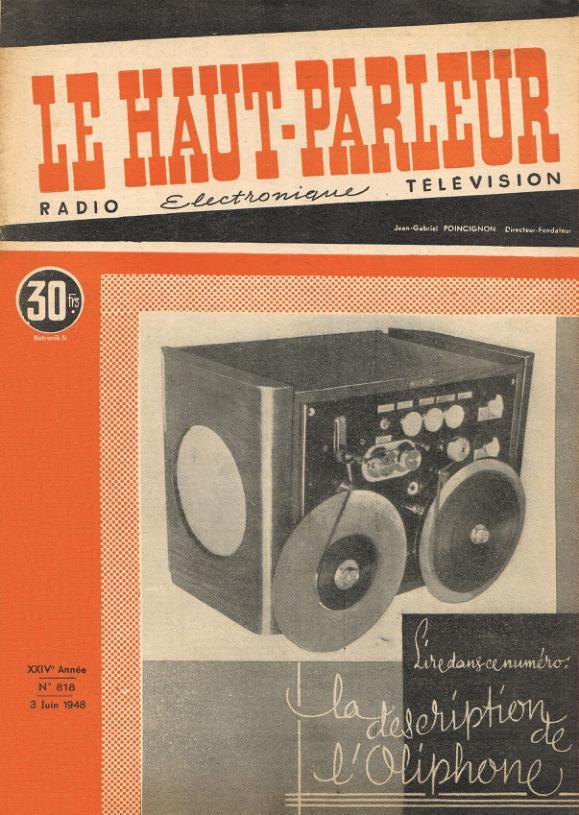 LE HAUT-PARLEUR
RADIO Electronique TÉLÉVISION
Jean-Gabriel POINCIGNON Directeur-Fondateur
30 frs
Retronik.fr
XXIVe Année
N° 818
3 Juin 1948
Lire dans ce numéro:
la description de
l'Oliphone